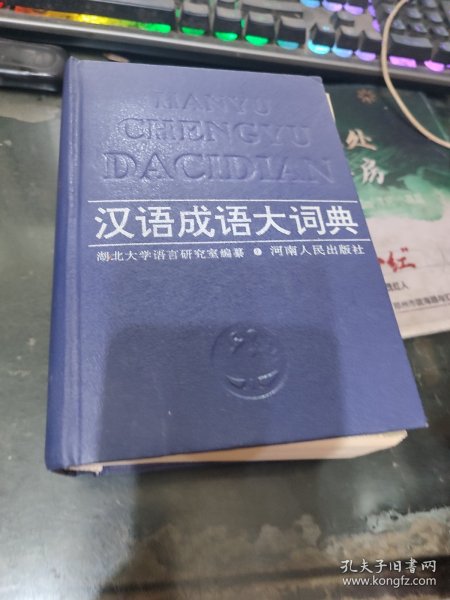 HANYU
CHENGYU
DACIDIAN
汉语成语大词典
湖北大学语言研究室编纂 河南人民出版社
处
房
红
孔夫子旧书网
www.kongfz.com